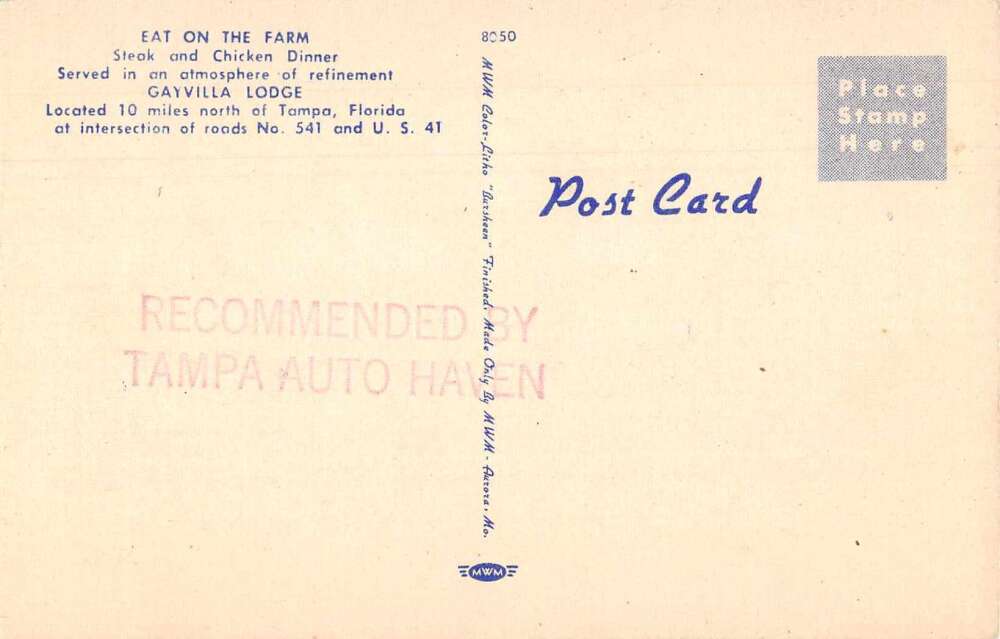 EAT ON THE FARM
Steak and Chicken Dinner
Served in an atmosphere of refinement
GAYVILLA LODGE
Located 10 miles north of Tampa, Florida
at intersection of roads No. 541 and U. S. 41
8050
MWM Color-Litho "Bursheen" Finished, Made Only By MWM - Aurora, Mo.
Place
Stamp
Here
Post Card
RECOMMENDED BY
TAMPA AUTO HAVEN
MWM